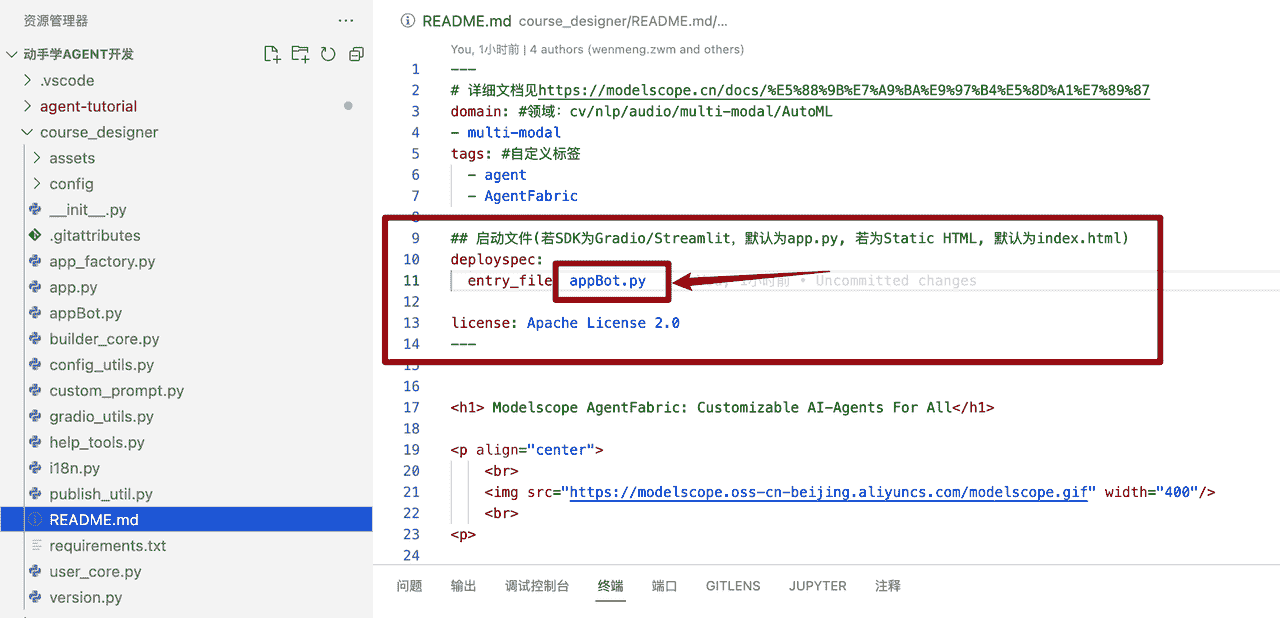 资源管理器
···
动手学AGENT开发
.vscode
agent-tutorial
course_designer
assets
config
__init__.py
.gitattributes
app_factory.py
app.py
appBot.py
builder_core.py
config_utils.py
custom_prompt.py
gradio_utils.py
help_tools.py
i18n.py
publish_util.py
README.md
requirements.txt
user_core.py
version.py
README.md course_designer/README.md/...
You, 1小时前 | 4 authors (wenmeng.zwm and others)
1 ---
2 # 详细文档见https://modelscope.cn/docs/%E5%88%9B%E7%A9%BA%E9%97%B4%E5%8D%A1%E7%89%87
3 domain: #领域: cv/nlp/audio/multi-modal/AutoML
4 - multi-modal
5 tags: #自定义标签
6 - agent
7 - AgentFabric
8
9 ## 启动文件(若SDK为Gradio/Streamlit, 默认为app.py, 若为Static HTML, 默认为index.html)
10 deployspec:
11 entry_file appBot.py 1小时前 • Uncommitted changes
12
13 license: Apache License 2.0
14 ---
15
16
17 <h1> Modelscope AgentFabric: Customizable AI-Agents For All</h1>
18
19 <p align="center">
20 <br>
21 <img src="https://modelscope.oss-cn-beijing.aliyuncs.com/modelscope.gif" width="400"/>
22 <br>
23 <p>
24
问题 输出 调试控制台 终端 端口 GITLENS JUPYTER 注释